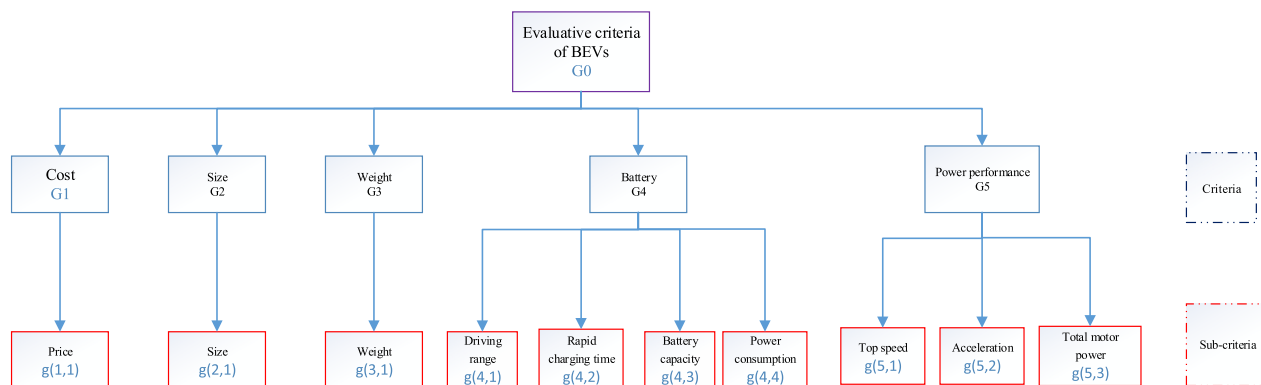 Evaluative criteria
of BEVs
G0
Cost
G1
Size
G2
Weight
G3
Battery
G4
Power performance
G5
Criteria
Price
g(1,1)
Size
g(2,1)
Weight
g(3,1)
Driving
range
g(4,1)
Rapid
charging time
g(4,2)
Battery
capacity
g(4,3)
Power
consumption
g(4,4)
Top speed
g(5,1)
Acceleration
g(5,2)
Total motor
power
g(5,3)
Sub-criteria